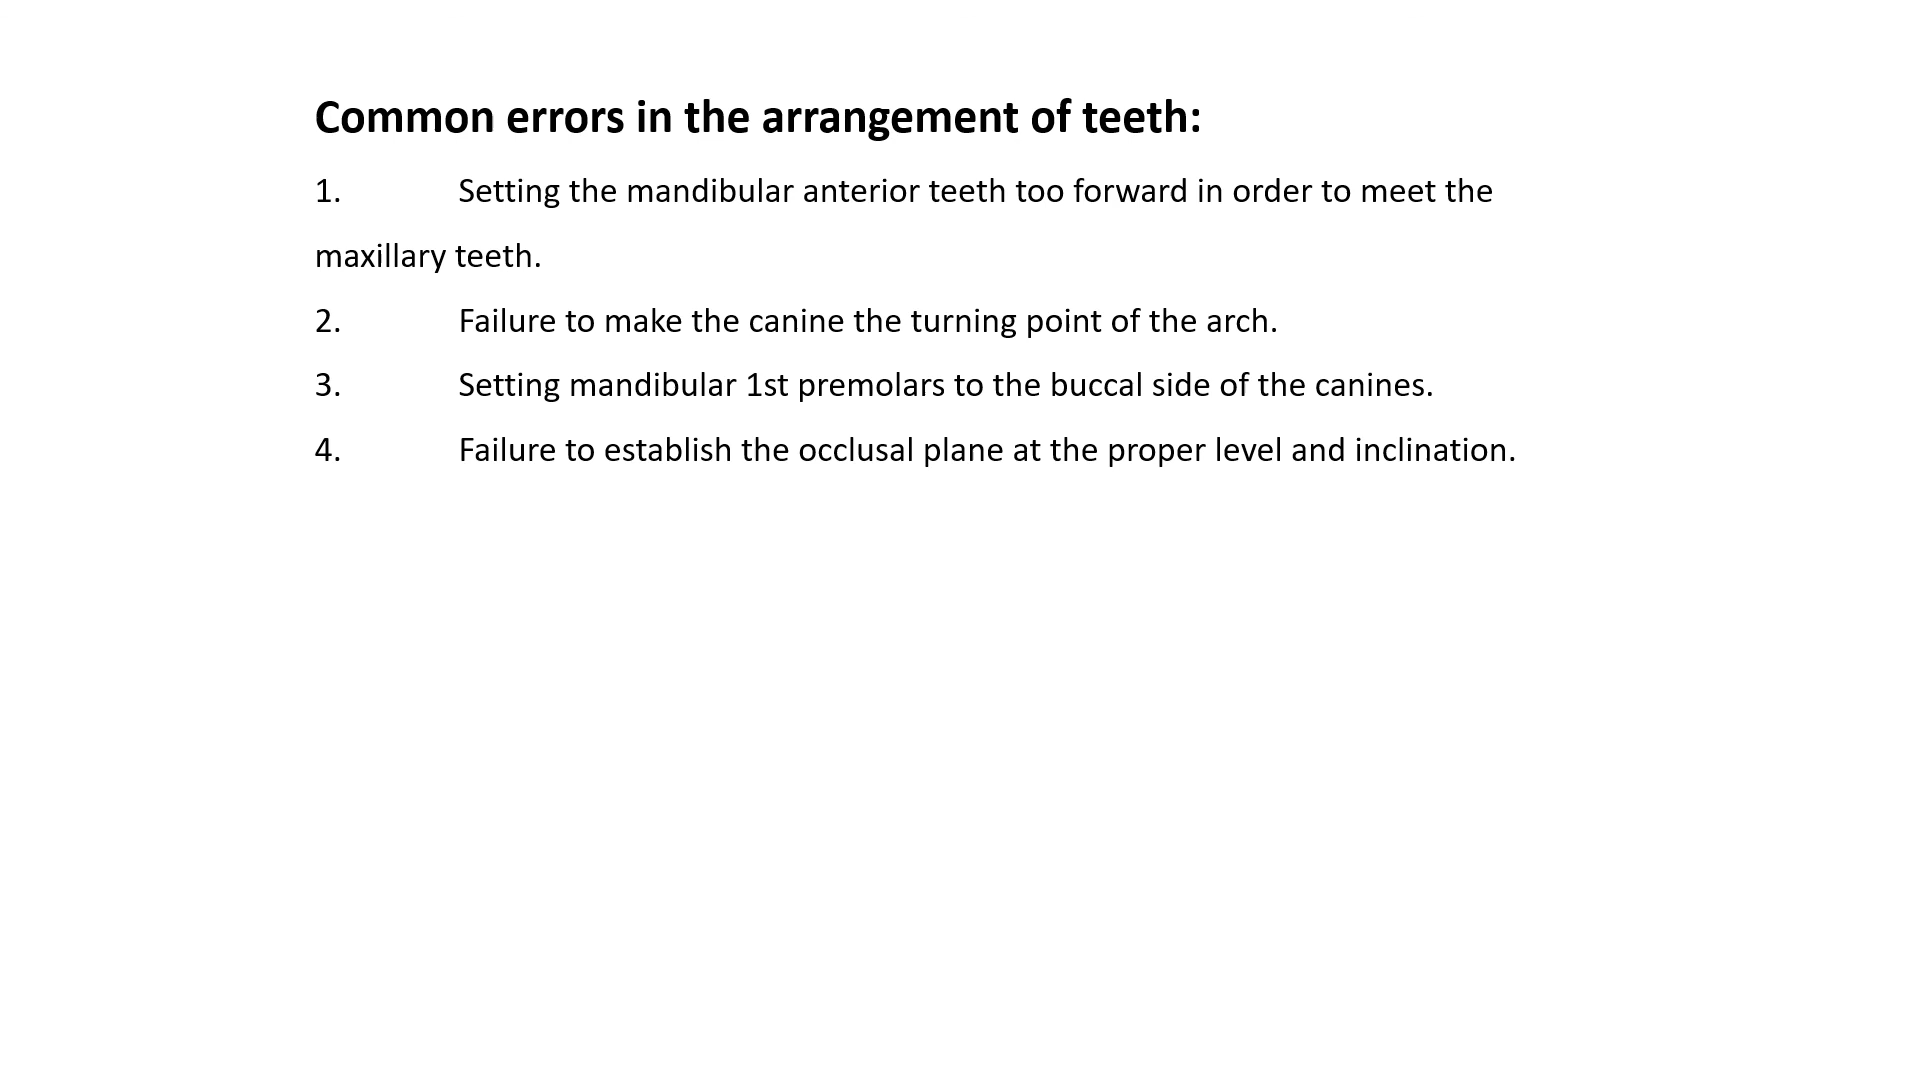 Common errors in the arrangement of teeth:
1. Setting the mandibular anterior teeth too forward in order to meet the
maxillary teeth.
2. Failure to make the canine the turning point of the arch.
3. Setting mandibular 1st premolars to the buccal side of the canines.
4. Failure to establish the occlusal plane at the proper level and inclination.